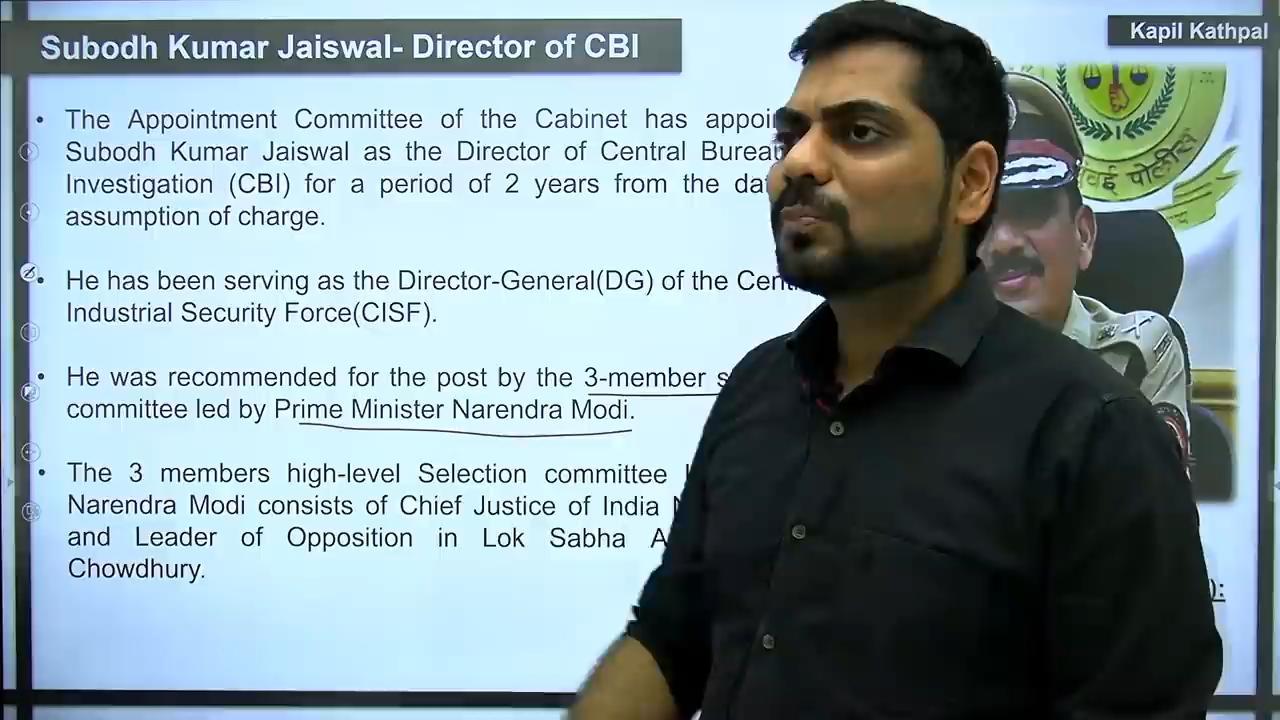 Subodh Kumar Jaiswal- Director of CBI
Kapil Kathpal
• The Appointment Committee of the Cabinet has
Subodh Kumar Jaiswal as the Director of Central
Investigation (CBI) for a period of 2 years from the
assumption of charge.
• He has been serving as the Director-General(DG) of the
Industrial Security Force(CISF).
• He was recommended for the post by the 3-member
committee led by Prime Minister Narendra Modi.
• The 3 members high-level Selection committee
Narendra Modi consists of Chief Justice of India
and Leader of Opposition in Lok Sabha
Chowdhury.
पोलीस